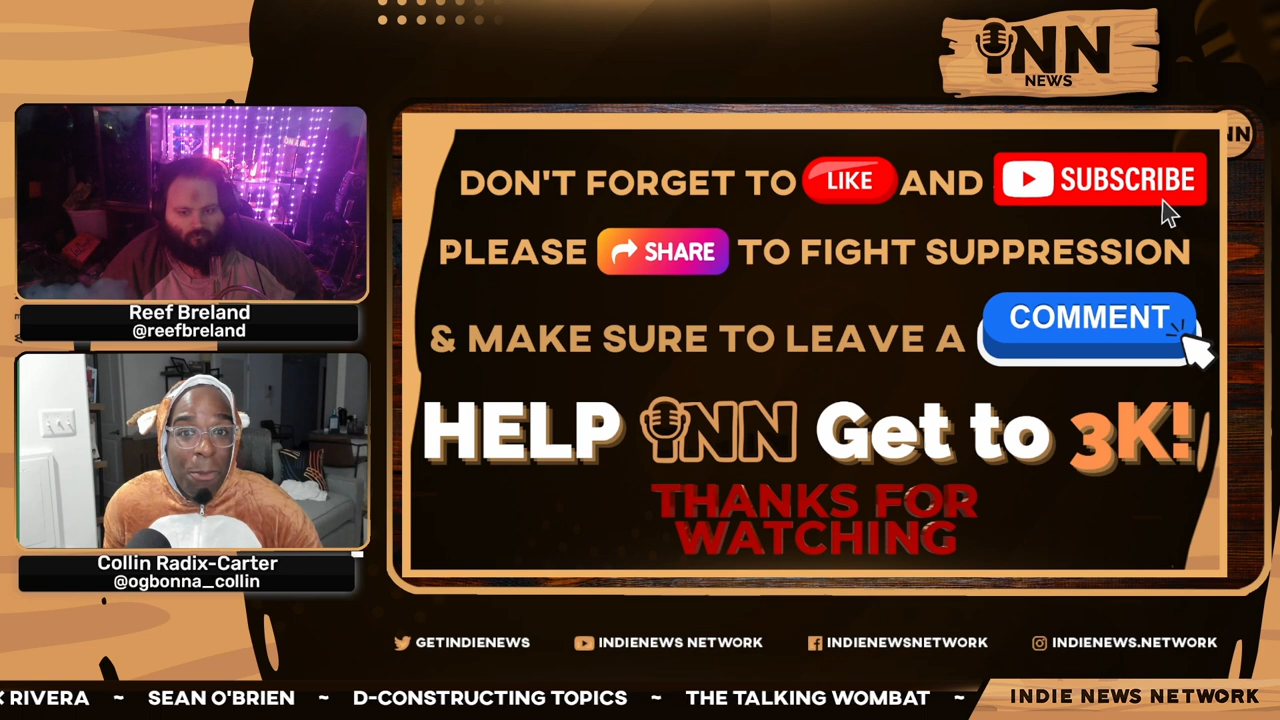 INN
NEWS
NN
DON'T FORGET TO LIKE AND SUBSCRIBE
PLEASE SHARE TO FIGHT SUPPRESSION
& MAKE SURE TO LEAVE A COMMENT
HELP INN Get to 3K!
THANKS FOR
WATCHING
Reef Breland
@reefbreland
Collin Radix-Carter
@ogbonna_collin
GETINDIENEWS INDIENEWS NETWORK INDIENEWSNETWORK INDIENEWS.NETWORK
RIVERA ~ SEAN O'BRIEN ~ D-CONSTRUCTING TOPICS ~ THE TALKING WOMBAT ~ INDIE NEWS NETWORK